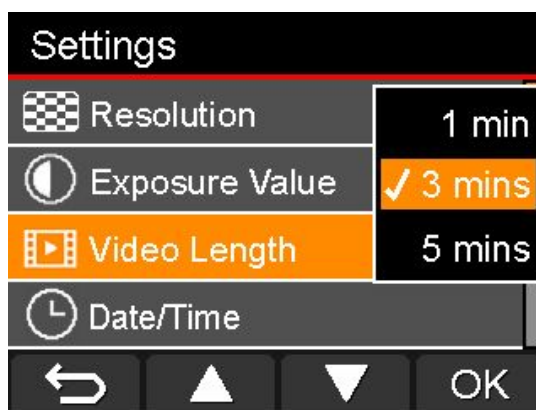 Settings
Resolution
1 min
Exposure Value
3 mins
Video Length
5 mins
Date/Time
OK